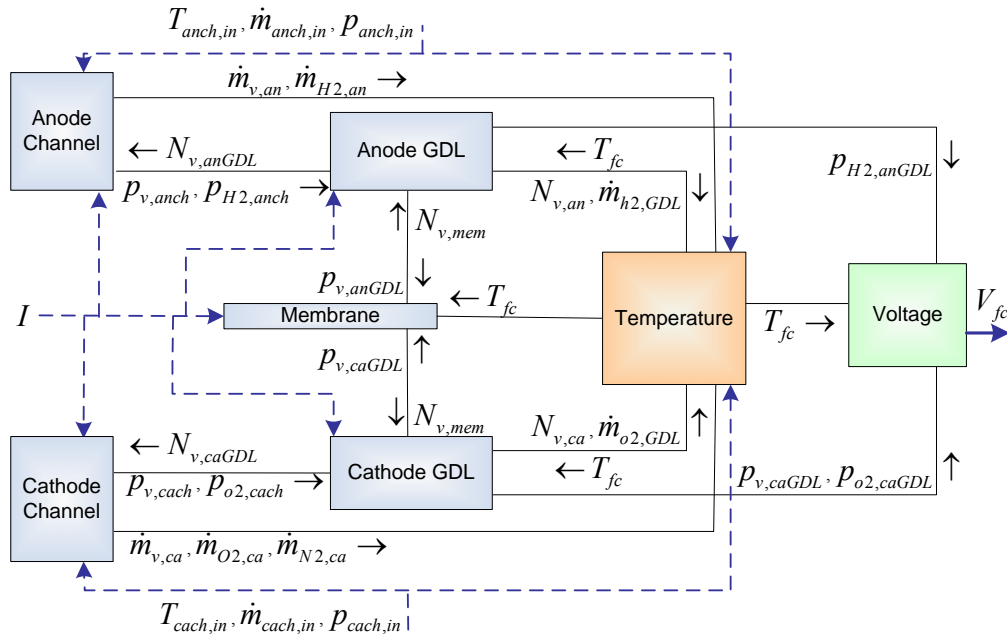 T_{anch,in}, ṁ_{anch,in}, p_{anch,in}
ṁ_{v,an}, ṁ_{H2,an} →
Anode
Channel
← N_{v,anGDL}
p_{v,anch}, p_{H2,anch} →
Anode GDL
← T_{fc}
N_{v,an}, ṁ_{h2,GDL} ↓
p_{H2,anGDL} ↓
↑ N_{v,mem}
p_{v,anGDL} ↓
I
Membrane
← T_{fc}
Temperature
T_{fc} →
Voltage
V_{fc}
p_{v,caGDL} ↑
↓ N_{v,mem}
N_{v,ca}, ṁ_{o2,GDL} ↑
Cathode
Channel
← N_{v,caGDL}
p_{v,cach}, p_{o2,cach} →
Cathode GDL
← T_{fc}
p_{v,caGDL}, p_{o2,caGDL} ↑
ṁ_{v,ca}, ṁ_{O2,ca}, ṁ_{N2,ca} →
T_{cach,in}, ṁ_{cach,in}, p_{cach,in}